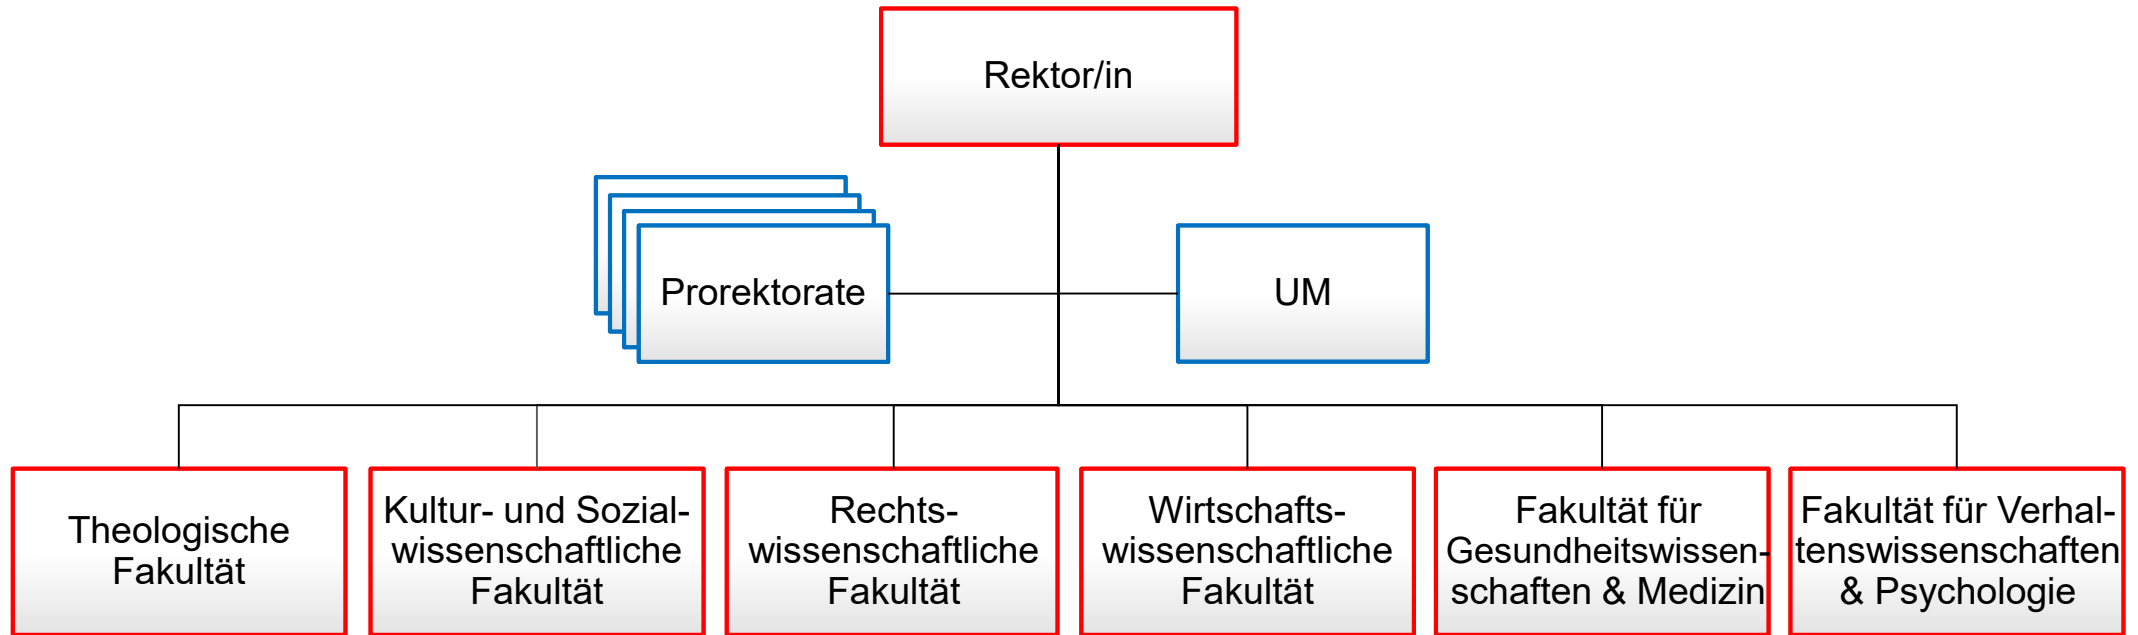 Rektor/in
Prorektorate
UM
Theologische
Fakultät
Kultur- und Sozial-
wissenschaftliche
Fakultät
Rechts-
wissenschaftliche
Fakultät
Wirtschafts-
wissenschaftliche
Fakultät
Fakultät für
Gesundheitswissen-
schaften & Medizin
Fakultät für Verhal-
tenswissenschaften
& Psychologie